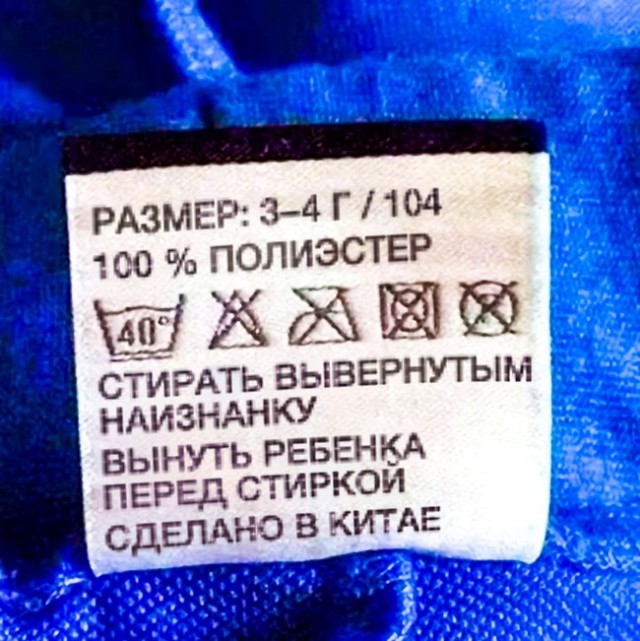 РАЗМЕР: 3–4 Г / 104
100 % ПОЛИЭСТЕР
40°
СТИРАТЬ ВЫВЕРНУТЫМ
НАИЗНАНКУ
ВЫНУТЬ РЕБЕНКА
ПЕРЕД СТИРКОЙ
СДЕЛАНО В КИТАЕ